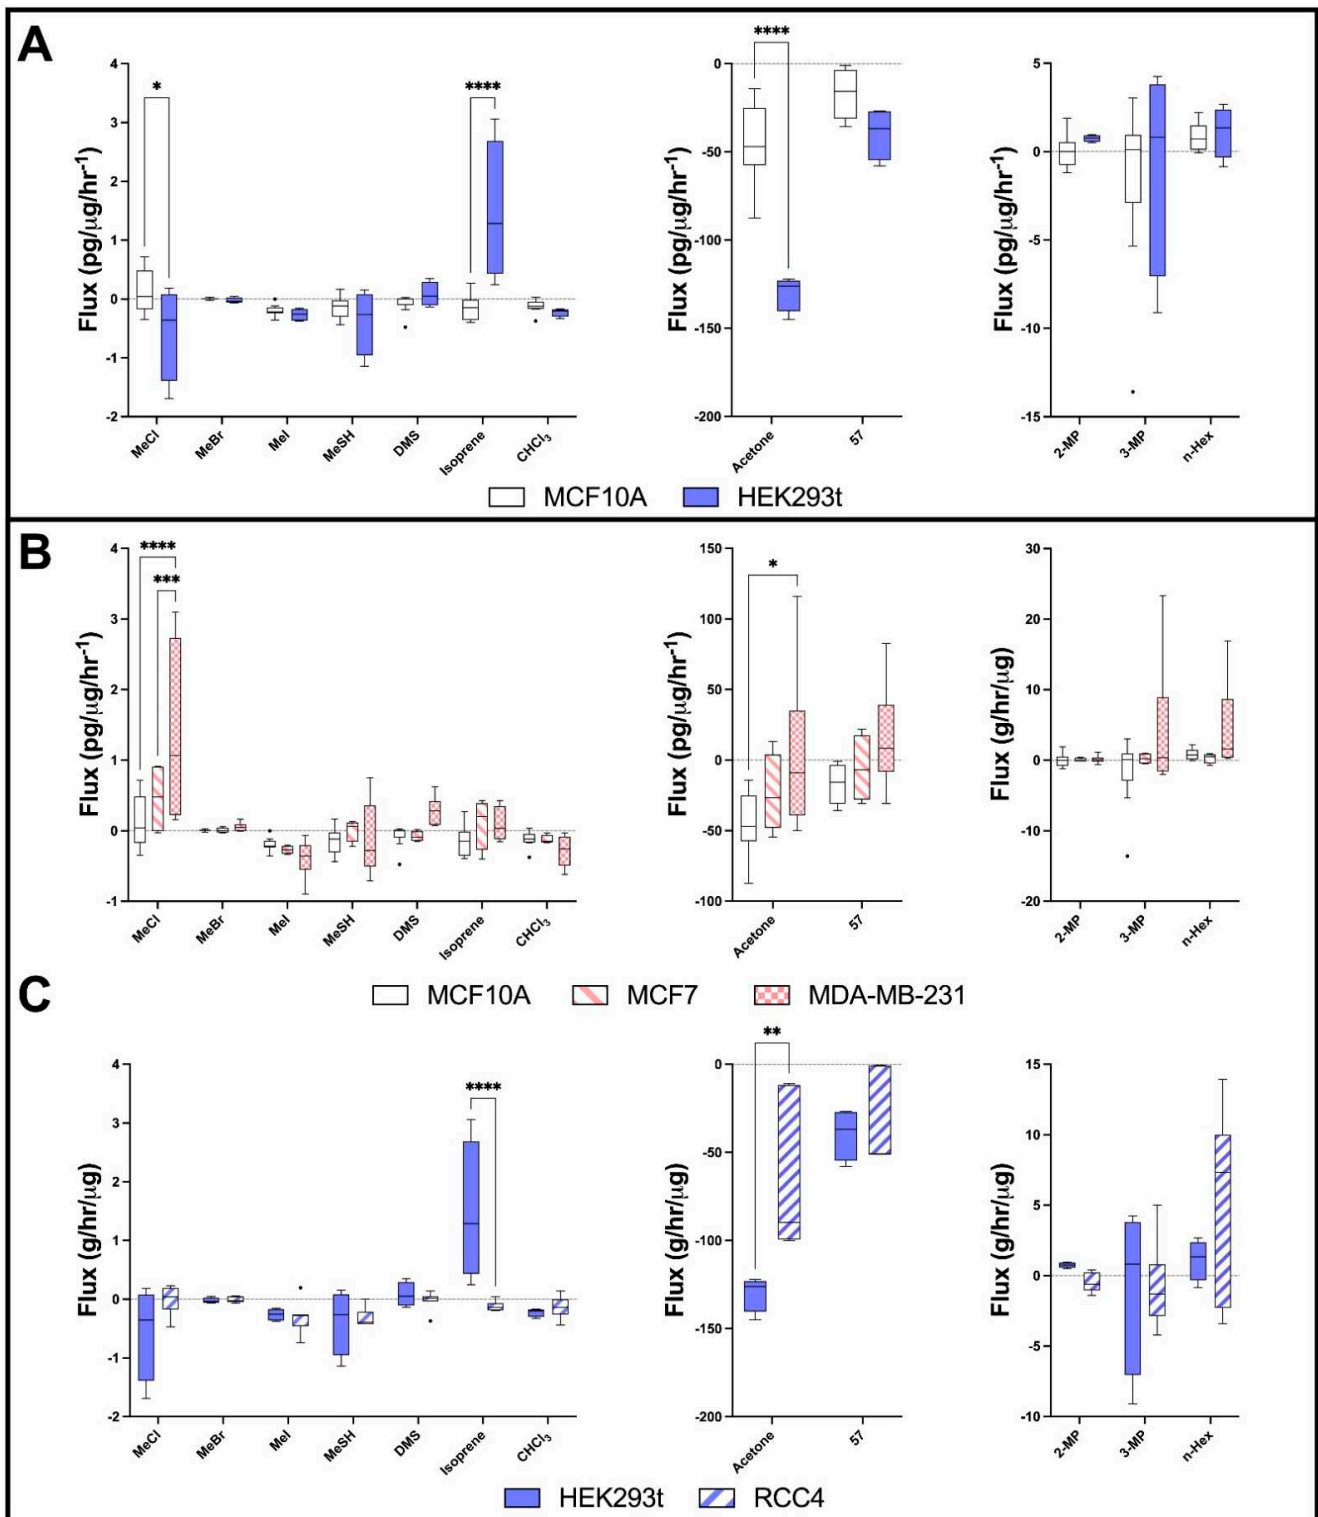 A
Flux (pg/μg/hr⁻¹)
4
3
2
1
0
-1
-2
*
****
MeCl
MeBr
MeI
MeSH
DMS
Isoprene
CHCl₃
Flux (pg/μg/hr⁻¹)
0
-50
-100
-150
-200
****
Acetone
57
Flux (pg/μg/hr⁻¹)
5
0
-5
-10
-15
2-MP
3-MP
n-Hex
MCF10A HEK293t
B
Flux (pg/μg/hr⁻¹)
4
3
2
1
0
-1
****
***
MeCl
MeBr
MeI
MeSH
DMS
Isoprene
CHCl₃
Flux (pg/μg/hr⁻¹)
150
100
50
0
-50
-100
*
Acetone
57
Flux (g/hr/μg)
30
20
10
0
-10
-20
2-MP
3-MP
n-Hex
MCF10A MCF7 MDA-MB-231
C
Flux (g/hr/μg)
4
3
2
1
0
-1
-2
****
MeCl
MeBr
MeI
MeSH
DMS
Isoprene
CHCl₃
Flux (g/hr/μg)
0
-50
-100
-150
-200
**
Acetone
57
Flux (g/hr/μg)
15
10
5
0
-5
-10
2-MP
3-MP
n-Hex
HEK293t RCC4